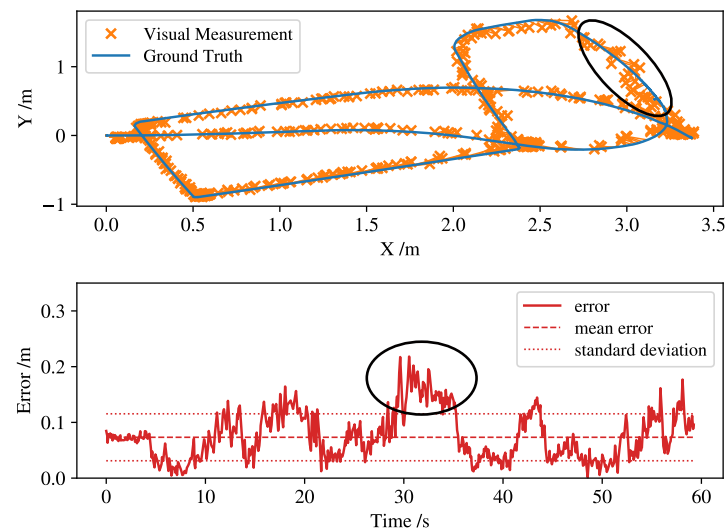 Visual Measurement
Ground Truth
Y /m
1
0
−1
0.0 0.5 1.0 1.5 2.0 2.5 3.0 3.5
X /m
error
mean error
standard deviation
Error /m
0.3
0.2
0.1
0.0
0 10 20 30 40 50 60
Time /s